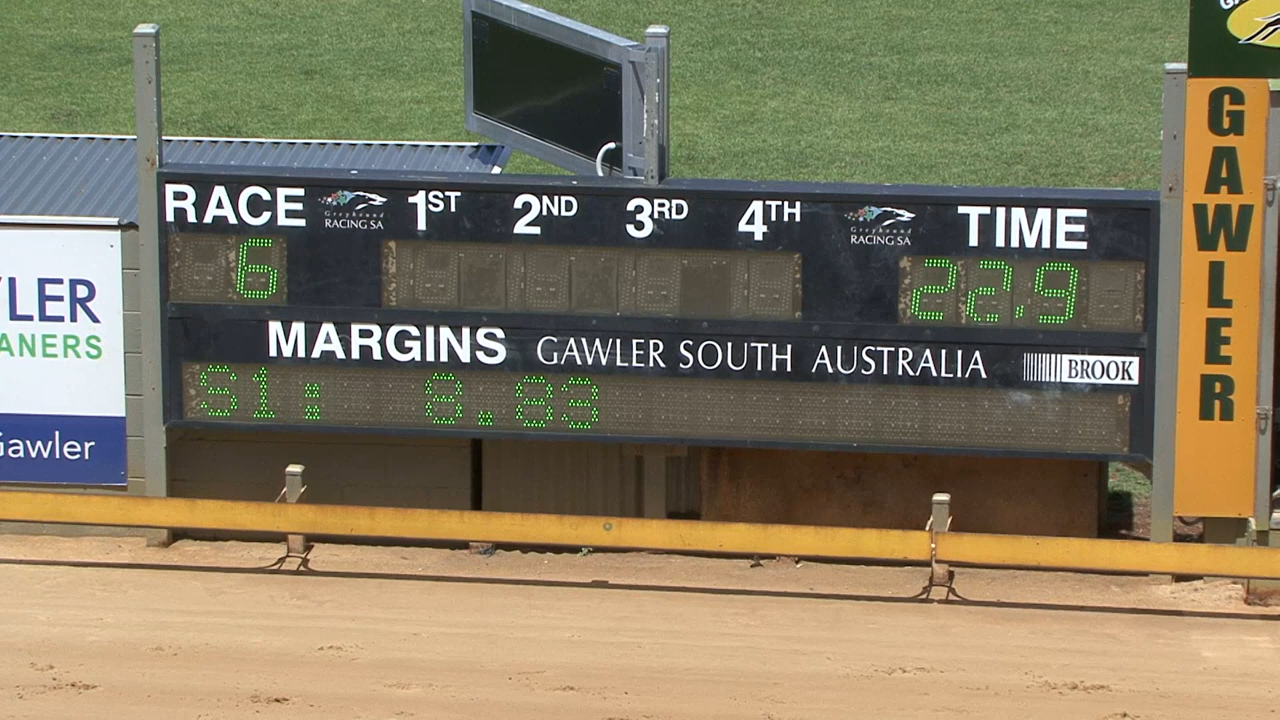 GAWLER
RACE 1ST 2ND 3RD 4TH TIME
Greyhound
RACING SA
Greyhound
RACING SA
6 22.9
MARGINS GAWLER SOUTH AUSTRALIA BROOK
S1: 8.83
LER
ANERS
Gawler